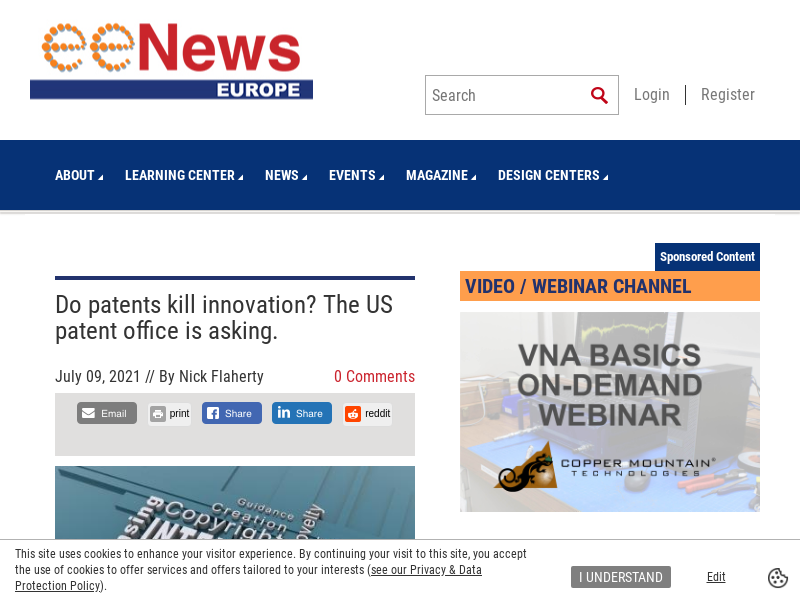 eeNews
EUROPE
Search
Login
Register
ABOUT
LEARNING CENTER
NEWS
EVENTS
MAGAZINE
DESIGN CENTERS
Sponsored Content
VIDEO / WEBINAR CHANNEL
Do patents kill innovation? The US
patent office is asking.
July 09, 2021 // By Nick Flaherty
0 Comments
Email
print
Share
Share
reddit
VNA BASICS
ON-DEMAND
WEBINAR
COPPER MOUNTAIN®
TECHNOLOGIES
Guidance
Creation
Copyright
This site uses cookies to enhance your visitor experience. By continuing your visit to this site, you accept
the use of cookies to offer services and offers tailored to your interests (see our Privacy & Data
Protection Policy).
I UNDERSTAND
Edit